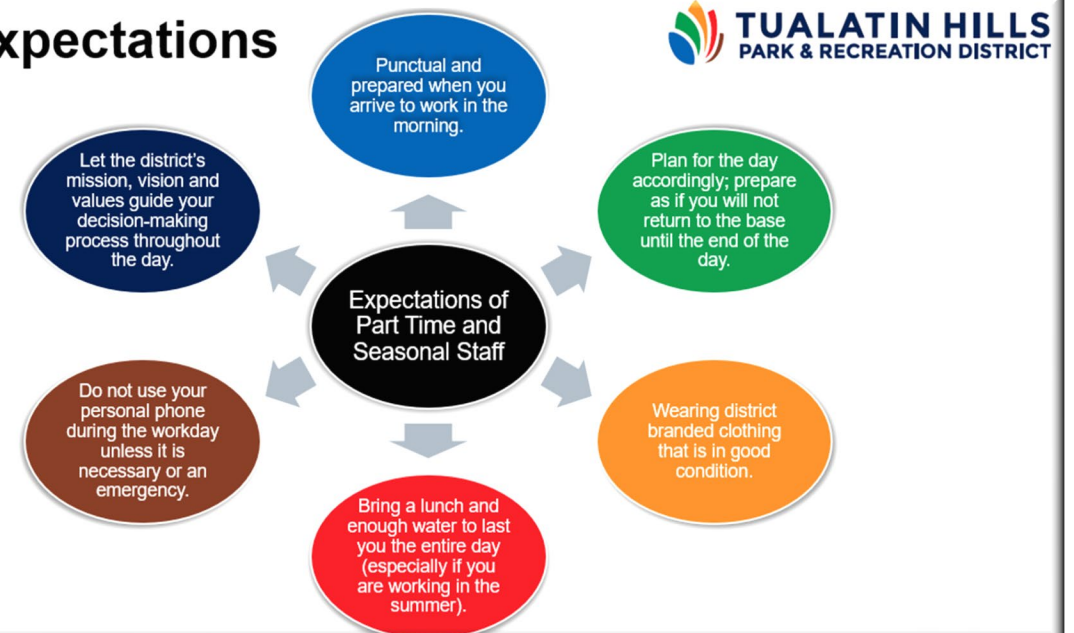 xpectations
TUALATIN HILLS
PARK & RECREATION DISTRICT
Punctual and
prepared when you
arrive to work in the
morning.
Let the district's
mission, vision and
values guide your
decision-making
process throughout
the day.
Plan for the day
accordingly; prepare
as if you will not
return to the base
until the end of the
day.
Expectations of
Part Time and
Seasonal Staff
Do not use your
personal phone
during the workday
unless it is
necessary or an
emergency.
Wearing district
branded clothing
that is in good
condition.
Bring a lunch and
enough water to last
you the entire day
(especially if you
are working in the
summer).